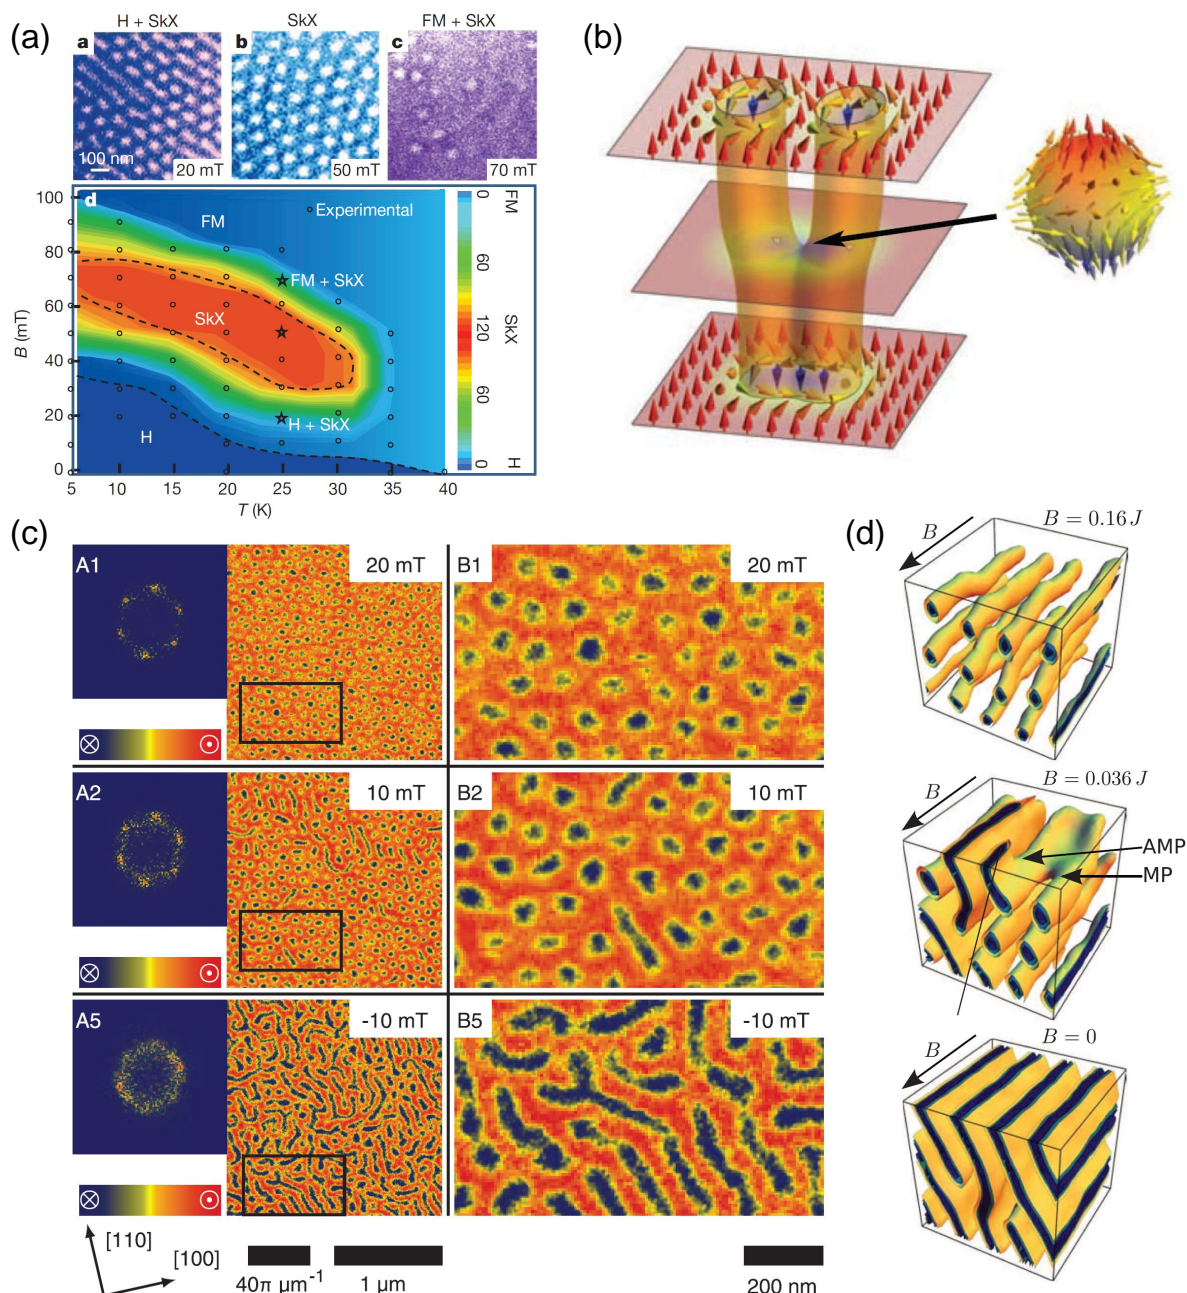 (a)
H + SkX
SkX
FM + SkX
a
b
c
100 nm
20 mT
50 mT
70 mT
d
FM
Experimental
FM + SkX
SkX
H + SkX
H
B (mT)
100
80
60
40
20
0
5
10
15
20
25
30
35
40
T (K)
0
60
120
60
0
FM
SkX
H
(b)
(c)
A1
20 mT
B1
20 mT
A2
10 mT
B2
10 mT
A5
-10 mT
B5
-10 mT
[110]
[100]
40π µm⁻¹
1 µm
200 nm
(d)
B
B = 0.16 J
B
B = 0.036 J
AMP
MP
B
B = 0